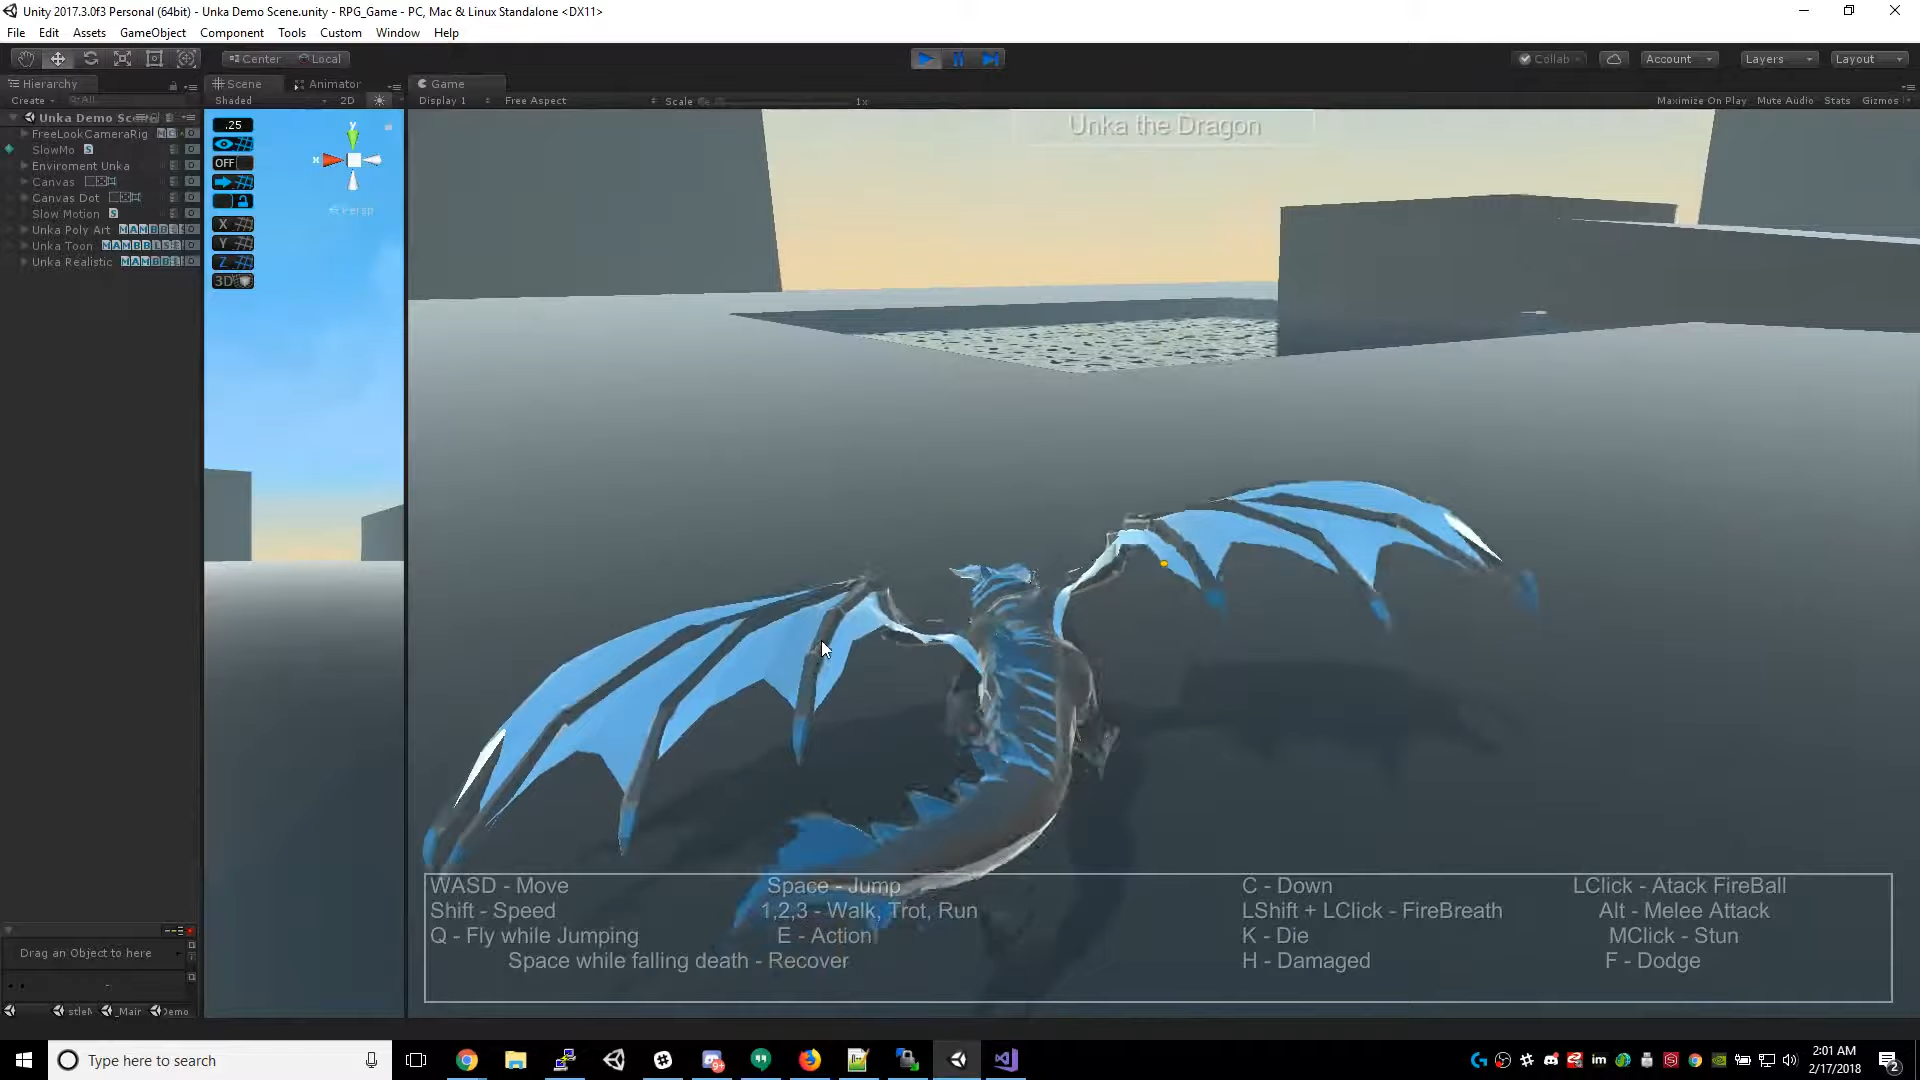 Unity 2017.3.0f3 Personal (64bit) - Unka Demo Scene.unity - RPG_Game - PC, Mac & Linux Standalone <DX11>
File Edit Assets GameObject Component Tools Custom Window Help
Center Local Collab Account Layers Layout
Hierarchy Scene Animator Game
Create All Shaded 2D Display 1 Free Aspect Scale 1x Maximize On Play Mute Audio Stats Gizmos
Unka Demo Sce
FreeLookCameraRig
SlowMo S
Enviroment Unka
Canvas
Canvas Dot
Slow Motion S
Unka Poly Art
Unka Toon
Unka Realistic
.25
OFF
X
Y
Z
3D
y
x
Persp
Unka the Dragon
WASD - Move Space - Jump C - Down LClick - Atack FireBall
Shift - Speed 1,2,3 - Walk, Trot, Run LShift + LClick - FireBreath Alt - Melee Attack
Q - Fly while Jumping E - Action K - Die MClick - Stun
Space while falling death - Recover H - Damaged F - Dodge
Drag an Object to here
_Main
Demo
Type here to search
2:01 AM
2/17/2018